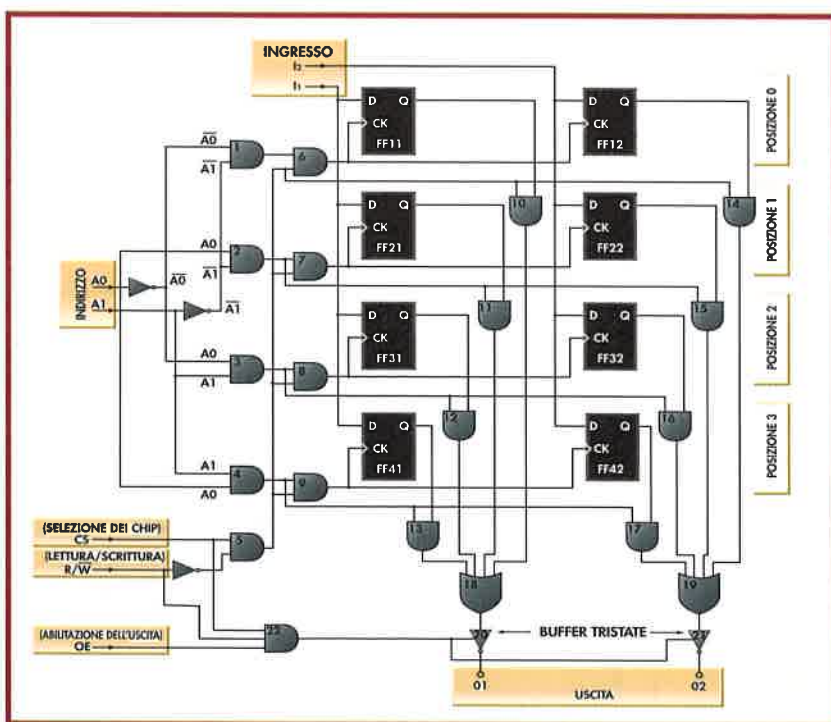 INGRESSO
I₂
I₁
D Q
CK
FF11
D Q
CK
FF12
POSIZIONE 0
A0
A1
1
6
10
14
D Q
CK
FF21
D Q
CK
FF22
POSIZIONE 1
A0
A1
2
7
11
15
INDIRIZZO
A0
A1
A0
A1
D Q
CK
FF31
D Q
CK
FF32
POSIZIONE 2
A0
A1
3
8
12
16
D Q
CK
FF41
D Q
CK
FF42
POSIZIONE 3
A1
A0
4
9
13
17
(SELEZIONE DEI CHIP)
CS
5
(LETTURA/SCRITTURA)
R/W̅
18
19
(ABILITAZIONE DELL'USCITA)
OE
22
20
BUFFER TRISTATE
01
02
USCITA